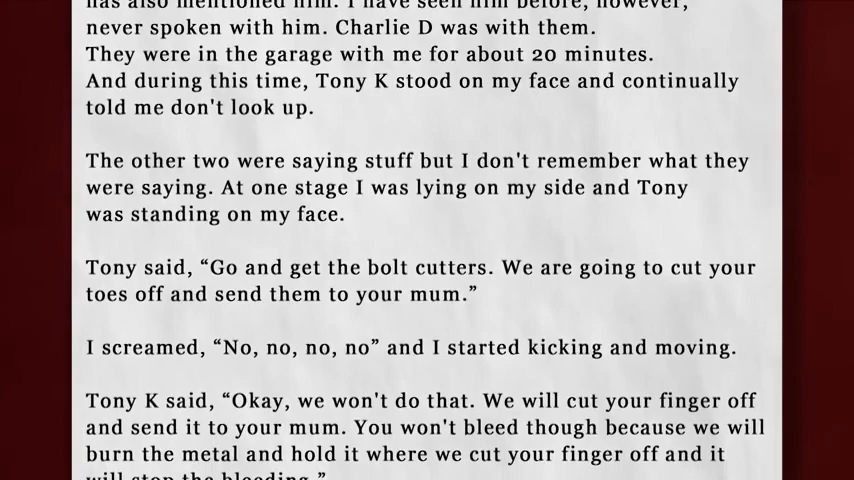 has also mentioned him. I have seen him before, however,
never spoken with him. Charlie D was with them.
They were in the garage with me for about 20 minutes.
And during this time, Tony K stood on my face and continually
told me don't look up.
The other two were saying stuff but I don't remember what they
were saying. At one stage I was lying on my side and Tony
was standing on my face.
Tony said, “Go and get the bolt cutters. We are going to cut your
toes off and send them to your mum.”
I screamed, “No, no, no, no” and I started kicking and moving.
Tony K said, “Okay, we won't do that. We will cut your finger off
and send it to your mum. You won't bleed though because we will
burn the metal and hold it where we cut your finger off and it
will stop the bleeding.”